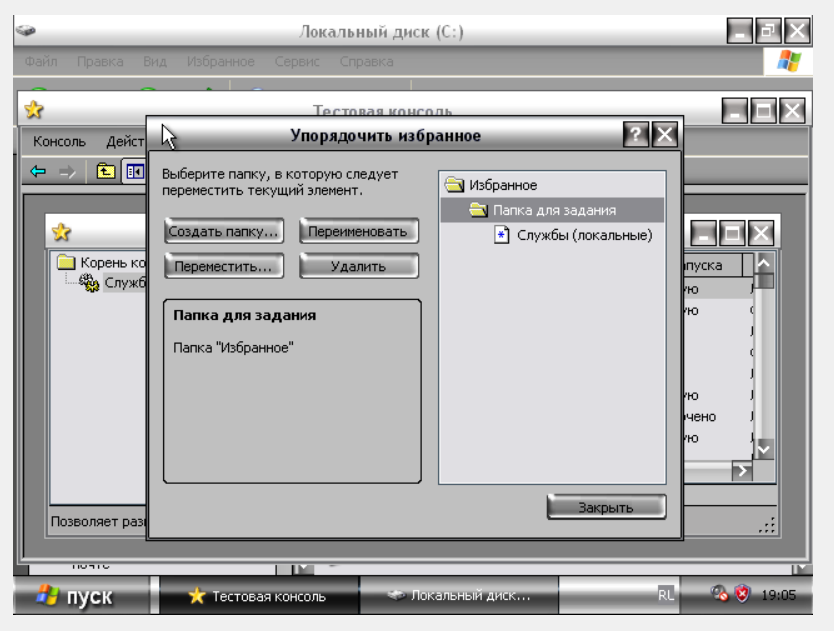 Локальный диск (C:)
Файл Правка Вид Избранное Сервис Справка
Тестовая консоль
Консоль Дейст
Упорядочить избранное
Выберите папку, в которую следует
переместить текущий элемент.
Создать папку... Переименовать
Переместить... Удалить
Папка для задания
Папка "Избранное"
Избранное
Папка для задания
Службы (локальные)
Закрыть
Корень ко
Служб
пуска
ую
ую
ую
чено
ую
Позволяет раз
пуск
Тестовая консоль
Локальный диск...
RL
19:05